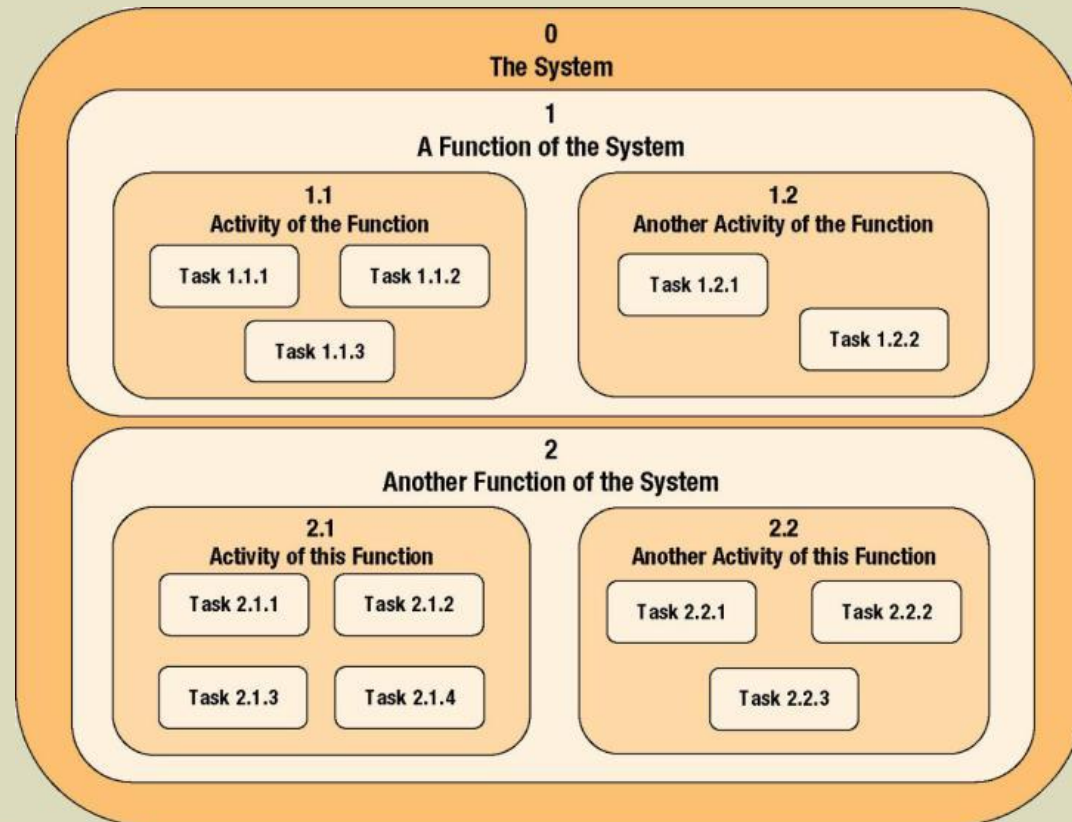 0
The System
1
A Function of the System
1.1
Activity of the Function
Task 1.1.1
Task 1.1.2
Task 1.1.3
1.2
Another Activity of the Function
Task 1.2.1
Task 1.2.2
2
Another Function of the System
2.1
Activity of this Function
Task 2.1.1
Task 2.1.2
Task 2.1.3
Task 2.1.4
2.2
Another Activity of this Function
Task 2.2.1
Task 2.2.2
Task 2.2.3